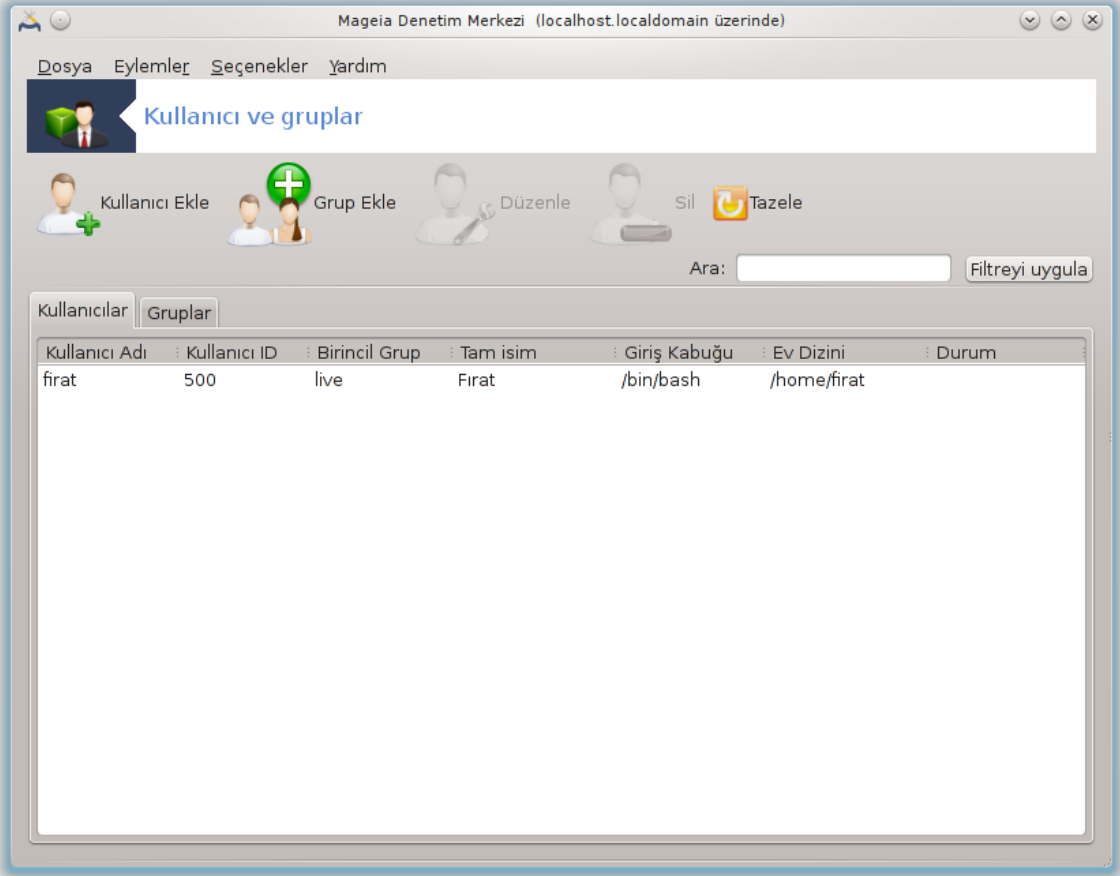 Mageia Denetim Merkezi (localhost.localdomain üzerinde)
Dosya Eylemler Seçenekler Yardım
Kullanıcı ve gruplar
Kullanıcı Ekle Grup Ekle Düzenle Sil Tazele
Ara: Filtreyi uygula
Kullanıcılar Gruplar
Kullanıcı Adı Kullanıcı ID Birincil Grup Tam isim Giriş Kabuğu Ev Dizini Durum
firat 500 live Fırat /bin/bash /home/firat